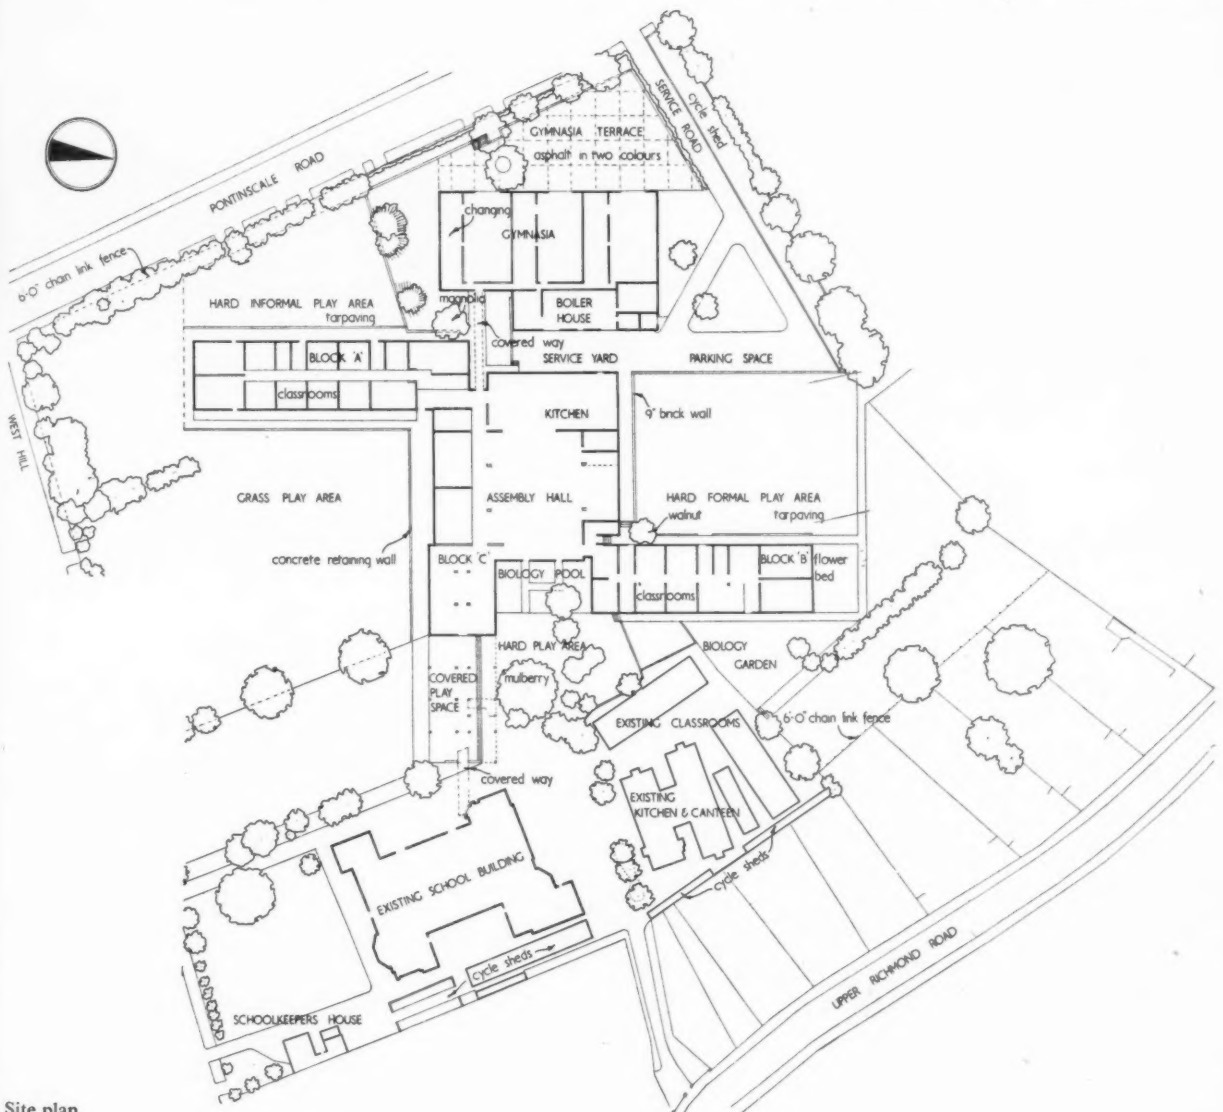 SERVICE ROAD
cycle shed
GYMNASIA TERRACE
asphalt in two colours
PONTINSCALE ROAD
changing
GYMNASIA
6'-0" chain link fence
magnolia
HARD INFORMAL PLAY AREA
tarpaving
BOILER
HOUSE
covered way
BLOCK 'A'
SERVICE YARD
PARKING SPACE
classrooms
KITCHEN
9" brick wall
WEST HILL
GRASS PLAY AREA
ASSEMBLY HALL
HARD FORMAL PLAY AREA
walnut
tarpaving
concrete retaining wall
BLOCK 'C'
BIOLOGY POOL
BLOCK 'B'
flower
bed
classrooms
HARD PLAY AREA
BIOLOGY
GARDEN
COVERED
PLAY
SPACE
mulberry
EXISTING CLASSROOMS
6'-0" chain link fence
covered way
EXISTING
KITCHEN & CANTEEN
EXISTING SCHOOL BUILDING
cycle sheds
cycle sheds
UPPER RICHMOND ROAD
SCHOOLKEEPERS HOUSE
Site plan